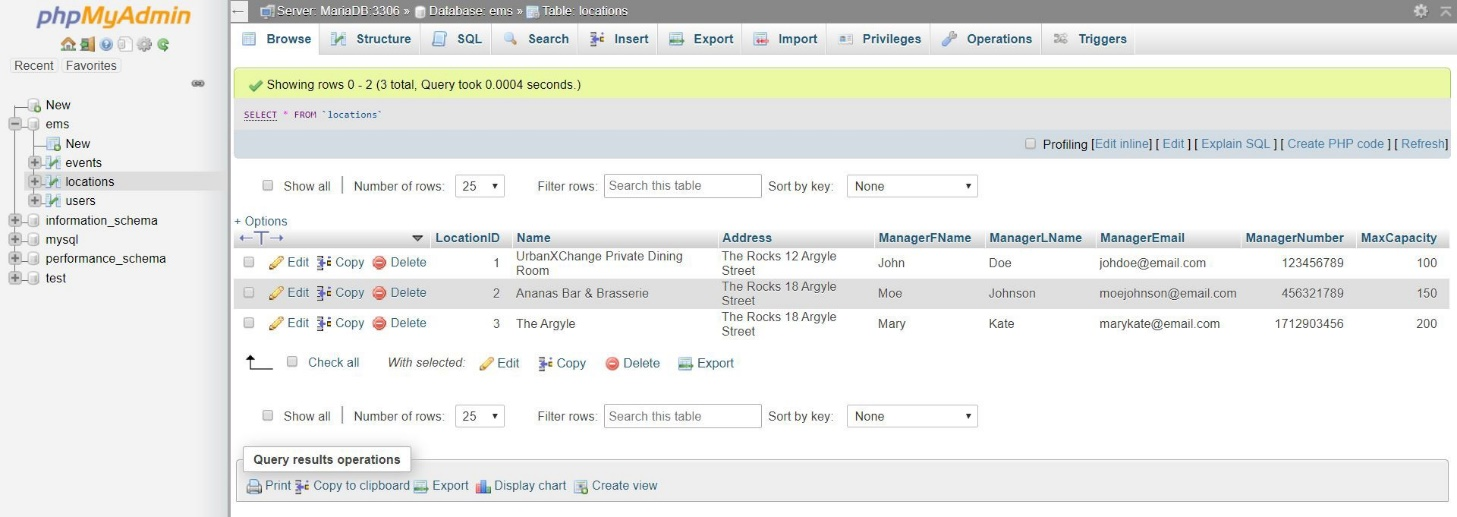 phpMyAdmin
Recent Favorites
New
ems
New
events
locations
users
information_schema
mysql
performance_schema
test
Server: MariaDB:3306 » Database: ems » Table: locations
Browse Structure SQL Search Insert Export Import Privileges Operations Triggers
Showing rows 0 - 2 (3 total, Query took 0.0004 seconds.)
SELECT * FROM `locations`
Profiling [Edit inline] [ Edit ] [ Explain SQL ] [ Create PHP code ] [ Refresh]
Show all Number of rows: 25 Filter rows: Search this table Sort by key: None
+ Options
LocationID Name Address ManagerFName ManagerLName ManagerEmail ManagerNumber MaxCapacity
Edit Copy Delete 1 UrbanXChange Private Dining Room The Rocks 12 Argyle Street John Doe johdoe@email.com 123456789 100
Edit Copy Delete 2 Ananas Bar & Brasserie The Rocks 18 Argyle Street Moe Johnson moejohnson@email.com 456321789 150
Edit Copy Delete 3 The Argyle The Rocks 18 Argyle Street Mary Kate marykate@email.com 1712903456 200
Check all With selected: Edit Copy Delete Export
Show all Number of rows: 25 Filter rows: Search this table Sort by key: None
Query results operations
Print Copy to clipboard Export Display chart Create view